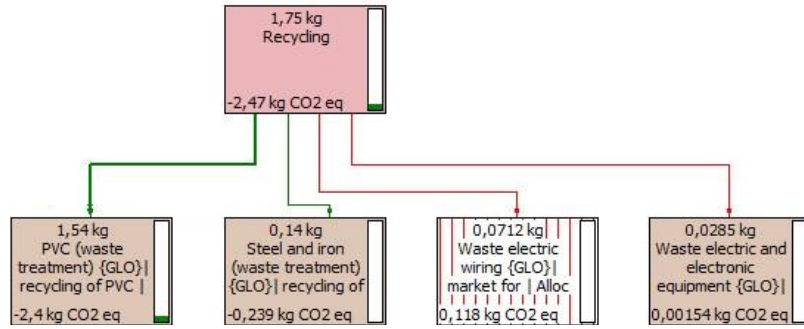 1,75 kg
Recycling
-2,47 kg CO2 eq
1,54 kg
PVC (waste
treatment) {GLO}|
recycling of PVC |
-2,4 kg CO2 eq
0,14 kg
Steel and iron
(waste treatment)
{GLO}| recycling of
-0,239 kg CO2 eq
0,0712 kg
Waste electric
wiring {GLO}|
market for | Alloc
0,118 kg CO2 eq
0,0285 kg
Waste electric and
electronic
equipment {GLO}|
0,00154 kg CO2 eq